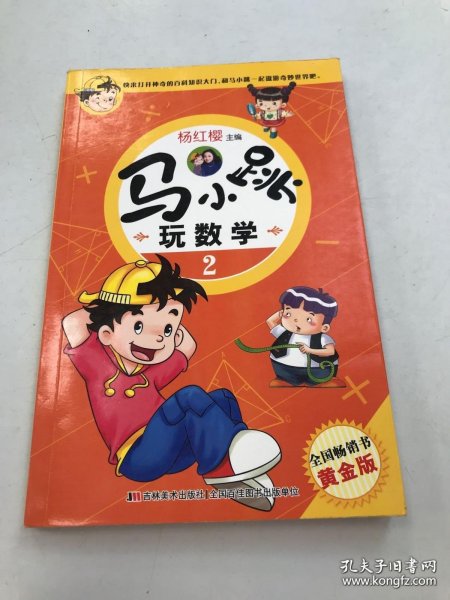 快来打开神奇的百科知识大门，和马小跳一起遨游奇妙世界吧。
杨红樱 主编
马小跳
玩数学
2
全国畅销书
黄金版
JM 吉林美术出版社 | 全国百佳图书出版单位
孔夫子旧书网
www.kongfz.com